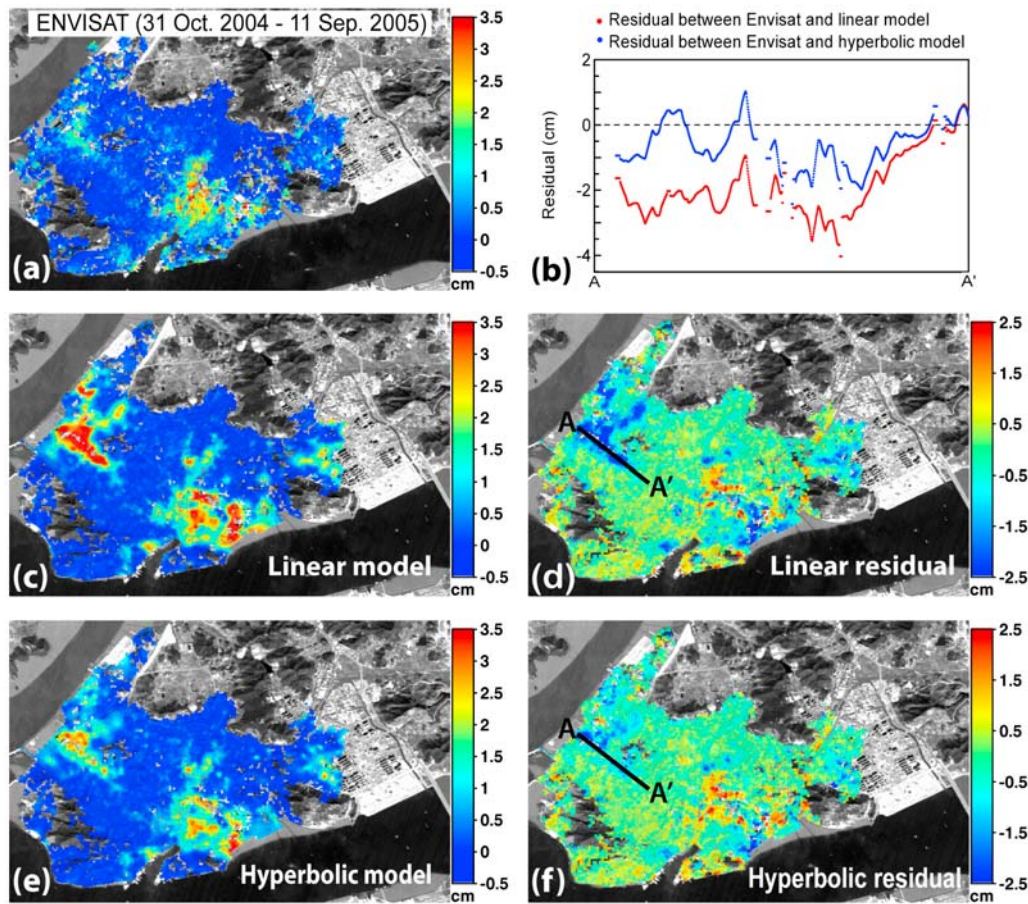 ENVISAT (31 Oct. 2004 - 11 Sep. 2005)
3.5
3
2.5
2
1.5
1
0.5
0
-0.5
cm
(a)
Residual between Envisat and linear model
Residual between Envisat and hyperbolic model
2
0
-2
-4
Residual (cm)
A
A'
(b)
3.5
3
2.5
2
1.5
1
0.5
0
-0.5
cm
(c)
Linear model
A
A'
2.5
1.5
0.5
-0.5
-1.5
-2.5
cm
(d)
Linear residual
3.5
3
2.5
2
1.5
1
0.5
0
-0.5
cm
(e)
Hyperbolic model
A
A'
2.5
1.5
0.5
-0.5
-1.5
-2.5
cm
(f)
Hyperbolic residual